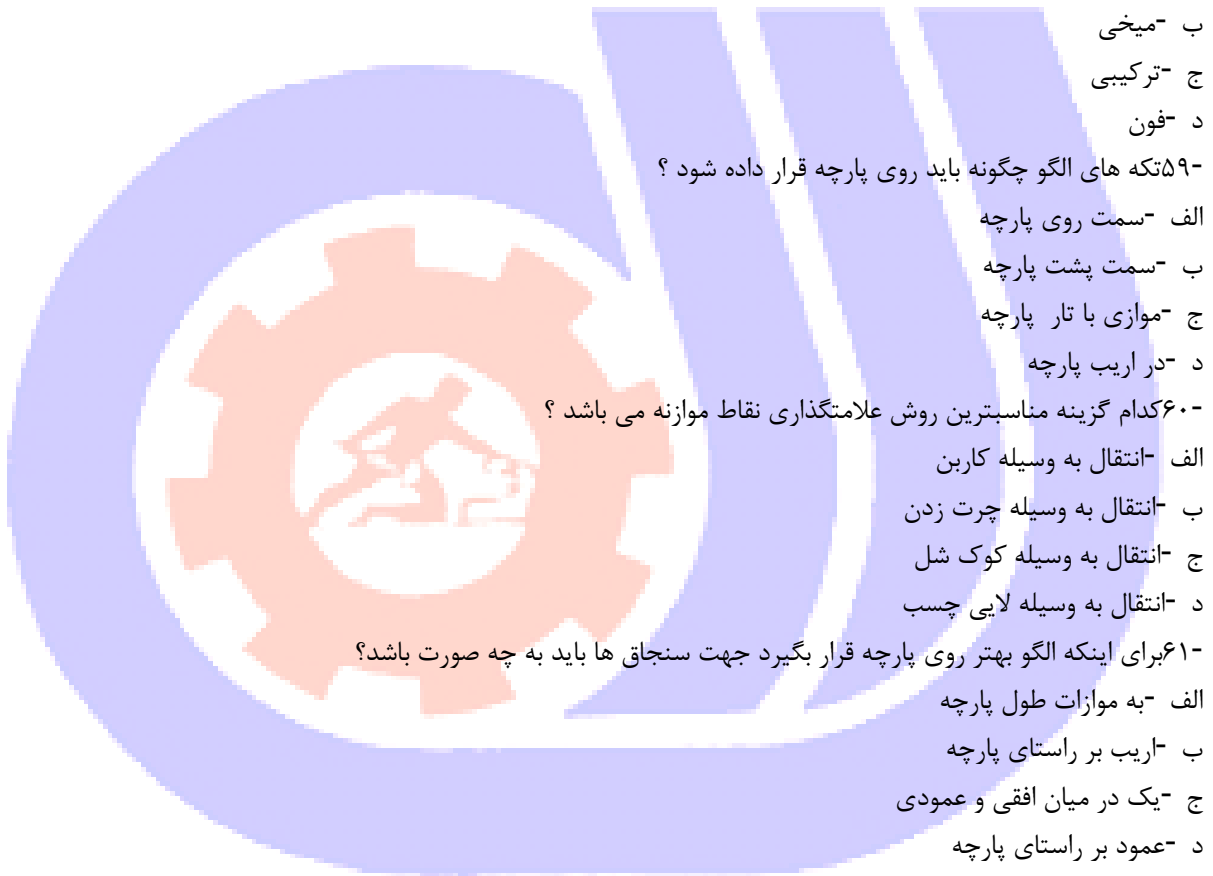 ب -میخی
ج -ترکیبی
د -فون
-۵۹تکه های الگو چگونه باید روی پارچه قرار داده شود ؟
الف -سمت روی پارچه
ب -سمت پشت پارچه
ج -موازی با تار پارچه
د -در اریب پارچه
-۶۰کدام گزینه مناسبترین روش علامتگذاری نقاط موازنه می باشد ؟
الف -انتقال به وسیله کاربن
ب -انتقال به وسیله چرت زدن
ج -انتقال به وسیله کوک شل
د -انتقال به وسیله لایی چسب
-۶۱برای اینکه الگو بهتر روی پارچه قرار بگیرد جهت سنجاق ها باید به چه صورت باشد؟
الف -به موازات طول پارچه
ب -اریب بر راستای پارچه
ج -یک در میان افقی و عمودی
د -عمود بر راستای پارچه